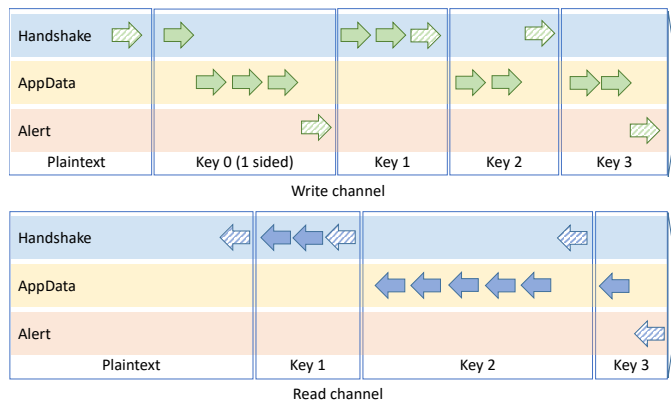 Handshake
AppData
Alert
Plaintext Key 0 (1 sided) Key 1 Key 2 Key 3
Write channel
Handshake
AppData
Alert
Plaintext Key 1 Key 2 Key 3
Read channel